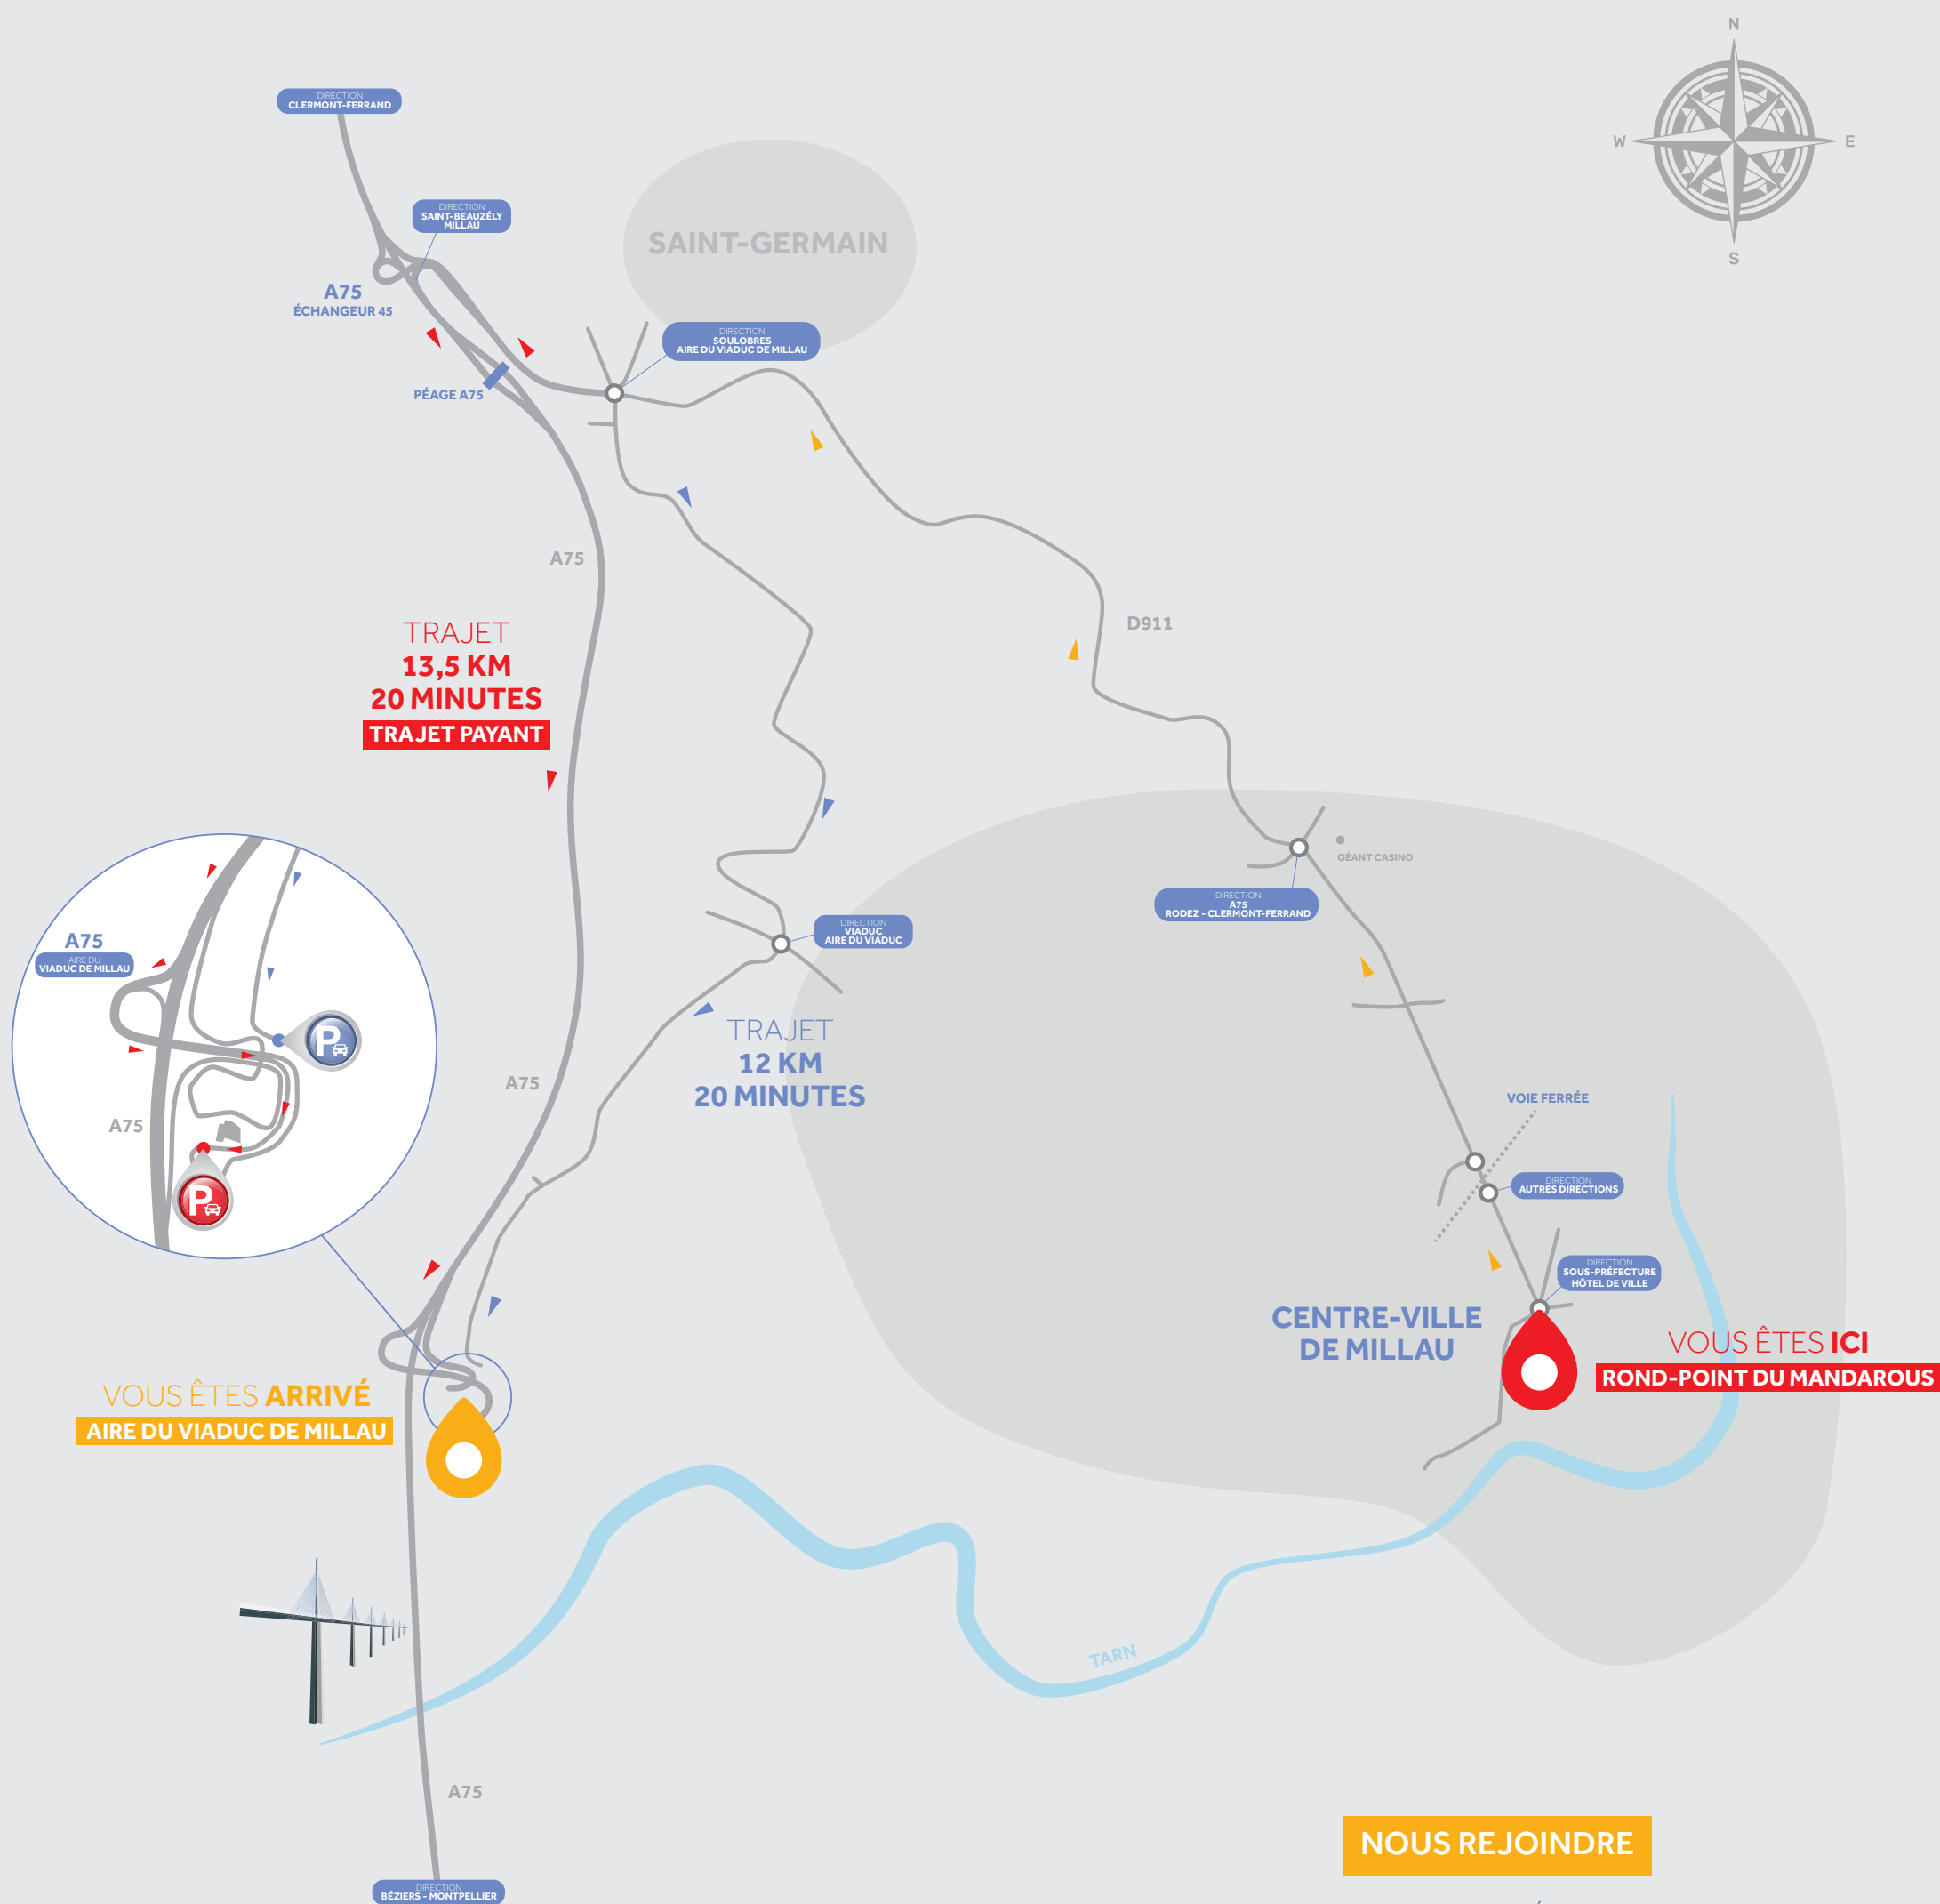 N
W
E
S
DIRECTION
CLERMONT-FERRAND
DIRECTION
SAINT-BEAUZÉLY
MILLAU
SAINT-GERMAIN
A75
ÉCHANGEUR 45
DIRECTION
SOULOBRES
AIRE DU VIADUC DE MILLAU
PÉAGE A75
A75
D911
TRAJET
13,5 KM
20 MINUTES
TRAJET PAYANT
GÉANT CASINO
DIRECTION
A75
RODEZ - CLERMONT-FERRAND
DIRECTION
VIADUC
AIRE DU VIADUC
A75
AIRE DU
VIADUC DE MILLAU
P
A75
P
TRAJET
12 KM
20 MINUTES
A75
VOIE FERRÉE
DIRECTION
AUTRES DIRECTIONS
DIRECTION
SOUS-PRÉFECTURE
HÔTEL DE VILLE
CENTRE-VILLE
DE MILLAU
VOUS ÊTES ICI
ROND-POINT DU MANDAROUS
VOUS ÊTES ARRIVÉ
AIRE DU VIADUC DE MILLAU
TARN
A75
NOUS REJOINDRE
DIRECTION
BÉZIERS - MONTPELLIER